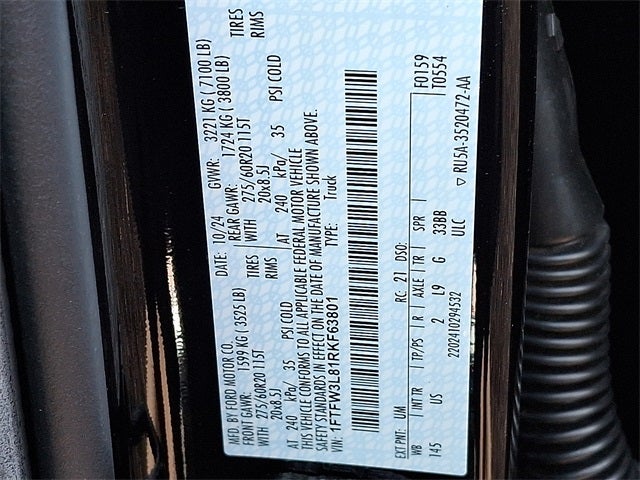 MFD. BY FORD MOTOR CO.
DATE: 10/24 GVWR: 3221 KG ( 7100 LB)
FRONT GAWR: 1599 KG ( 3525 LB) REAR GAWR: 1724 KG ( 3800 LB)
WITH 275/60R20 115T TIRES WITH 275/60R20 115T TIRES
20x8.5J RIMS 20x8.5J RIMS
AT 240 kPa/ 35 PSI COLD AT 240 kPa/ 35 PSI COLD
THIS VEHICLE CONFORMS TO ALL APPLICABLE FEDERAL MOTOR VEHICLE
SAFETY STANDARDS IN EFFECT ON THE DATE OF MANUFACTURE SHOWN ABOVE.
VIN: 1FTFW3L81RKF63801 TYPE: Truck
EXT PNT: UM RC: 21 DSO: F0159
WB INT TR TP/PS R AXLE TR SPR T0554
145 US 2 L9 G 33BB
2202410294532 ULC
RU5A-3520472-AA